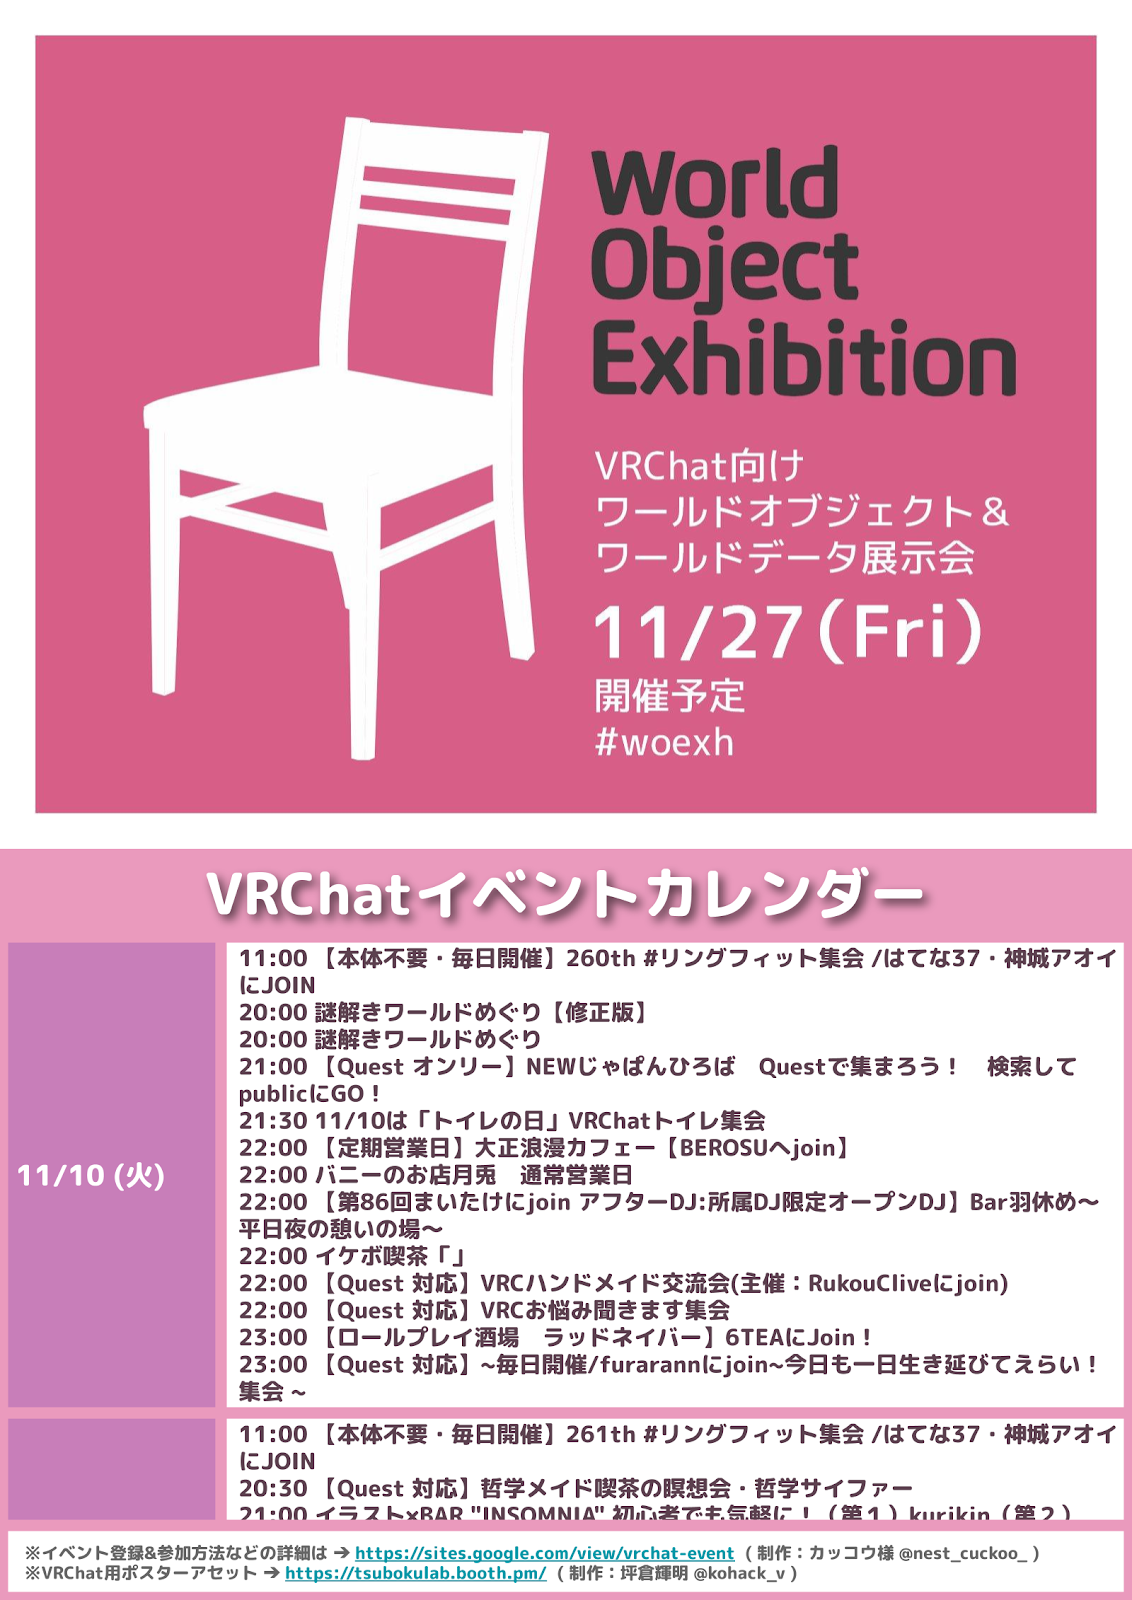 World
Object
Exhibition
VRChat向け
ワールドオブジェクト＆
ワールドデータ展示会
11/27(Fri)
開催予定
#woexh
VRChatイベントカレンダー
11/10 (火)
11:00 【本体不要・毎日開催】260th #リングフィット集会 /はてな37・神城アオイ
にJOIN
20:00 謎解きワールドめぐり【修正版】
20:00 謎解きワールドめぐり
21:00 【Quest オンリー】NEWじゃぱんひろば　Questで集まろう！　検索して
publicにGO！
21:30 11/10は「トイレの日」VRChatトイレ集会
22:00 【定期営業日】大正浪漫カフェー【BEROSUへjoin】
22:00 バニーのお店月兎　通常営業日
22:00 【第86回まいたけにjoin アフターDJ:所属DJ限定オープンDJ】Bar羽休め～
平日夜の憩いの場～
22:00 イケボ喫茶「」
22:00 【Quest 対応】VRCハンドメイド交流会(主催：RukouCliveにjoin)
22:00 【Quest 対応】VRCお悩み聞きます集会
23:00 【ロールプレイ酒場　ラッドネイバー】6TEAにJoin！
23:00 【Quest 対応】~毎日開催/furarannにjoin~今日も一日生き延びてえらい！
集会 ~
11:00 【本体不要・毎日開催】261th #リングフィット集会 /はてな37・神城アオイ
にJOIN
20:30 【Quest 対応】哲学メイド喫茶の瞑想会・哲学サイファー
21:00 イラスト×BAR "INSOMNIA" 初心者でも気軽に！（第１）kurikin（第２）
※イベント登録&参加方法などの詳細は ➔ https://sites.google.com/view/vrchat-event ( 制作：カッコウ様 @nest_cuckoo_ )
※VRChat用ポスターアセット ➔ https://tsubokulab.booth.pm/ ( 制作：坪倉輝明 @kohack_v )